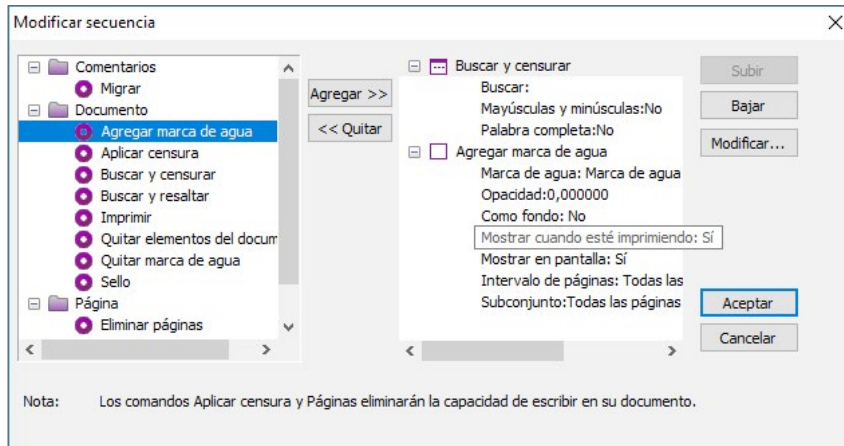 Modificar secuencia
Comentarios
Migrar
Documento
Agregar marca de agua
Aplicar censura
Buscar y censurar
Buscar y resaltar
Imprimir
Quitar elementos del docum
Quitar marca de agua
Sello
Página
Eliminar páginas
Agregar >>
<< Quitar
Buscar y censurar
Buscar:
Mayúsculas y minúsculas:No
Palabra completa:No
Agregar marca de agua
Marca de agua: Marca de agua
Opacidad:0,000000
Como fondo: No
Mostrar cuando esté imprimiendo: Sí
Mostrar en pantalla: Sí
Intervalo de páginas: Todas las
Subconjunto:Todas las páginas
Subir
Bajar
Modificar...
Aceptar
Cancelar
Nota: Los comandos Aplicar censura y Páginas eliminarán la capacidad de escribir en su documento.